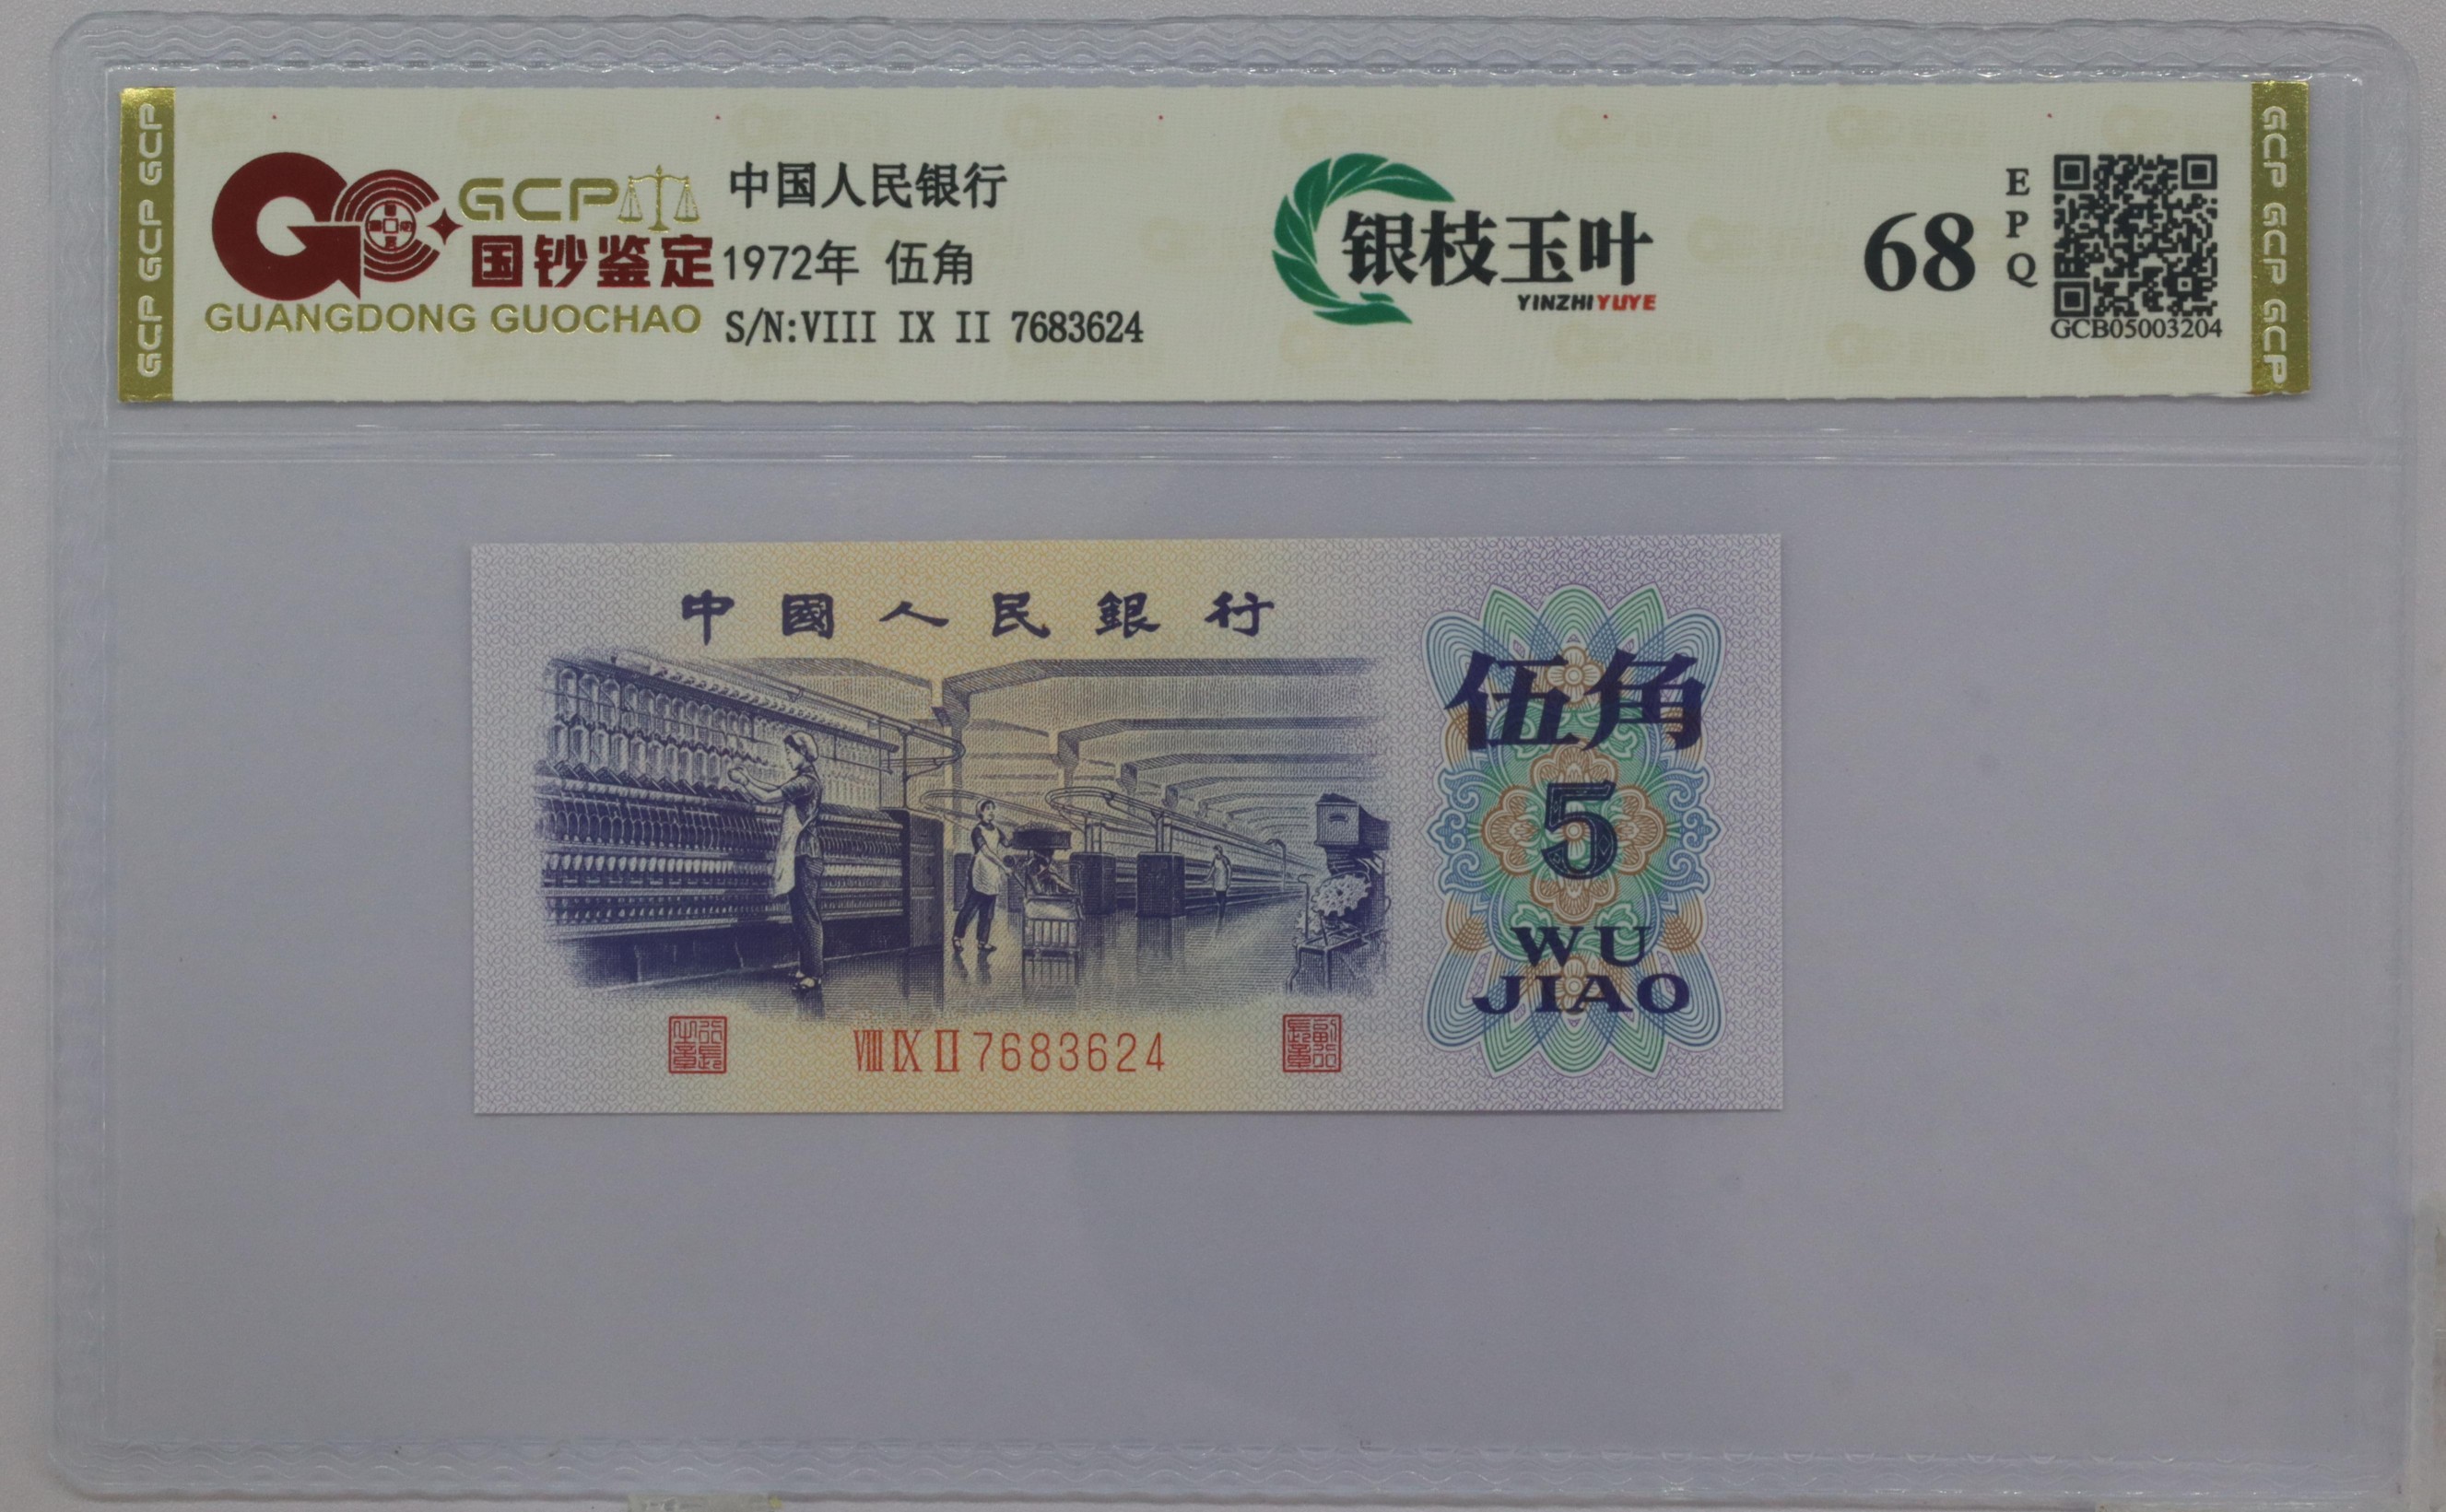 GCP GCP GCP
GCP
国钞鉴定
GUANGDONG GUOCHAO
中国人民银行
1972年 伍角
S/N:VIII IX II 7683624
银枝玉叶
YINZHIYUYE
68
EPQ
GCB05003204
GCP GCP GCP
中國人民銀行
伍角
5
WU
JIAO
VIII IX II 7683624